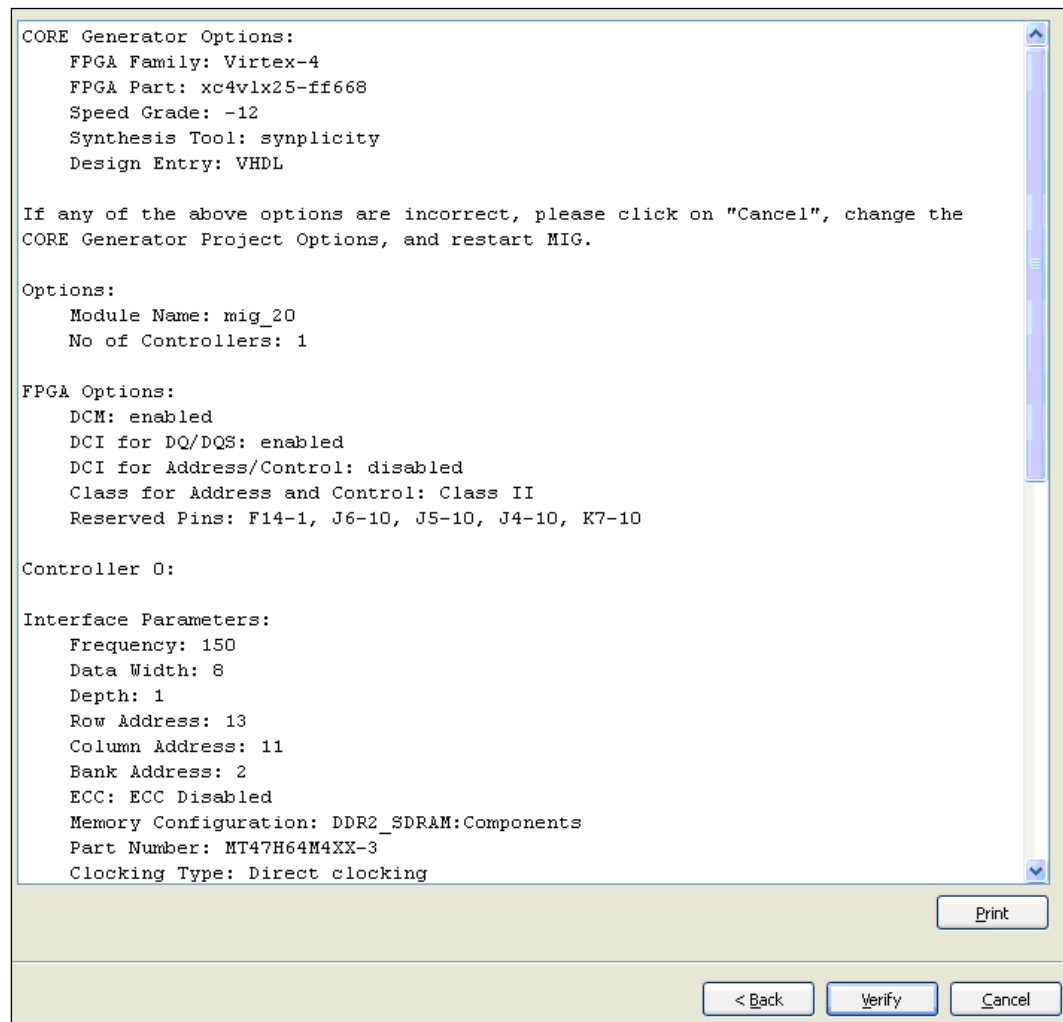 CORE Generator Options:
FPGA Family: Virtex-4
FPGA Part: xc4vlx25-ff668
Speed Grade: -12
Synthesis Tool: synplicity
Design Entry: VHDL
If any of the above options are incorrect, please click on "Cancel", change the
CORE Generator Project Options, and restart MIG.
Options:
Module Name: mig_20
No of Controllers: 1
FPGA Options:
DCM: enabled
DCI for DQ/DQS: enabled
DCI for Address/Control: disabled
Class for Address and Control: Class II
Reserved Pins: F14-1, J6-10, J5-10, J4-10, K7-10
Controller 0:
Interface Parameters:
Frequency: 150
Data Width: 8
Depth: 1
Row Address: 13
Column Address: 11
Bank Address: 2
ECC: ECC Disabled
Memory Configuration: DDR2_SDRAM:Components
Part Number: MT47H64M4XX-3
Clocking Type: Direct clocking
Print
< Back Verify Cancel